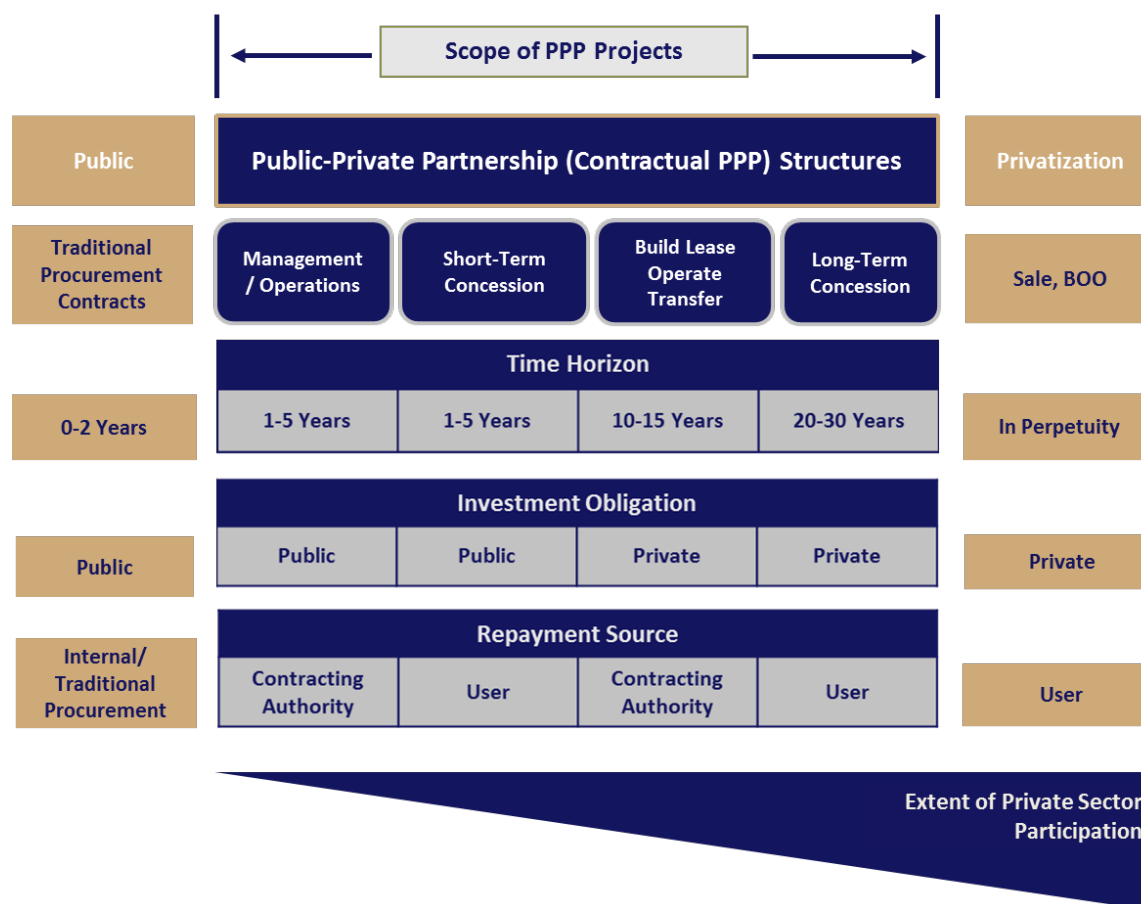 Scope of PPP Projects
Public
Public-Private Partnership (Contractual PPP) Structures
Privatization
Traditional
Procurement
Contracts
Management
/ Operations
Short-Term
Concession
Build Lease
Operate
Transfer
Long-Term
Concession
Sale, BOO
Time Horizon
0-2 Years
1-5 Years
1-5 Years
10-15 Years
20-30 Years
In Perpetuity
Investment Obligation
Public
Public
Public
Private
Private
Private
Repayment Source
Internal/
Traditional
Procurement
Contracting
Authority
User
Contracting
Authority
User
User
Extent of Private Sector
Participation